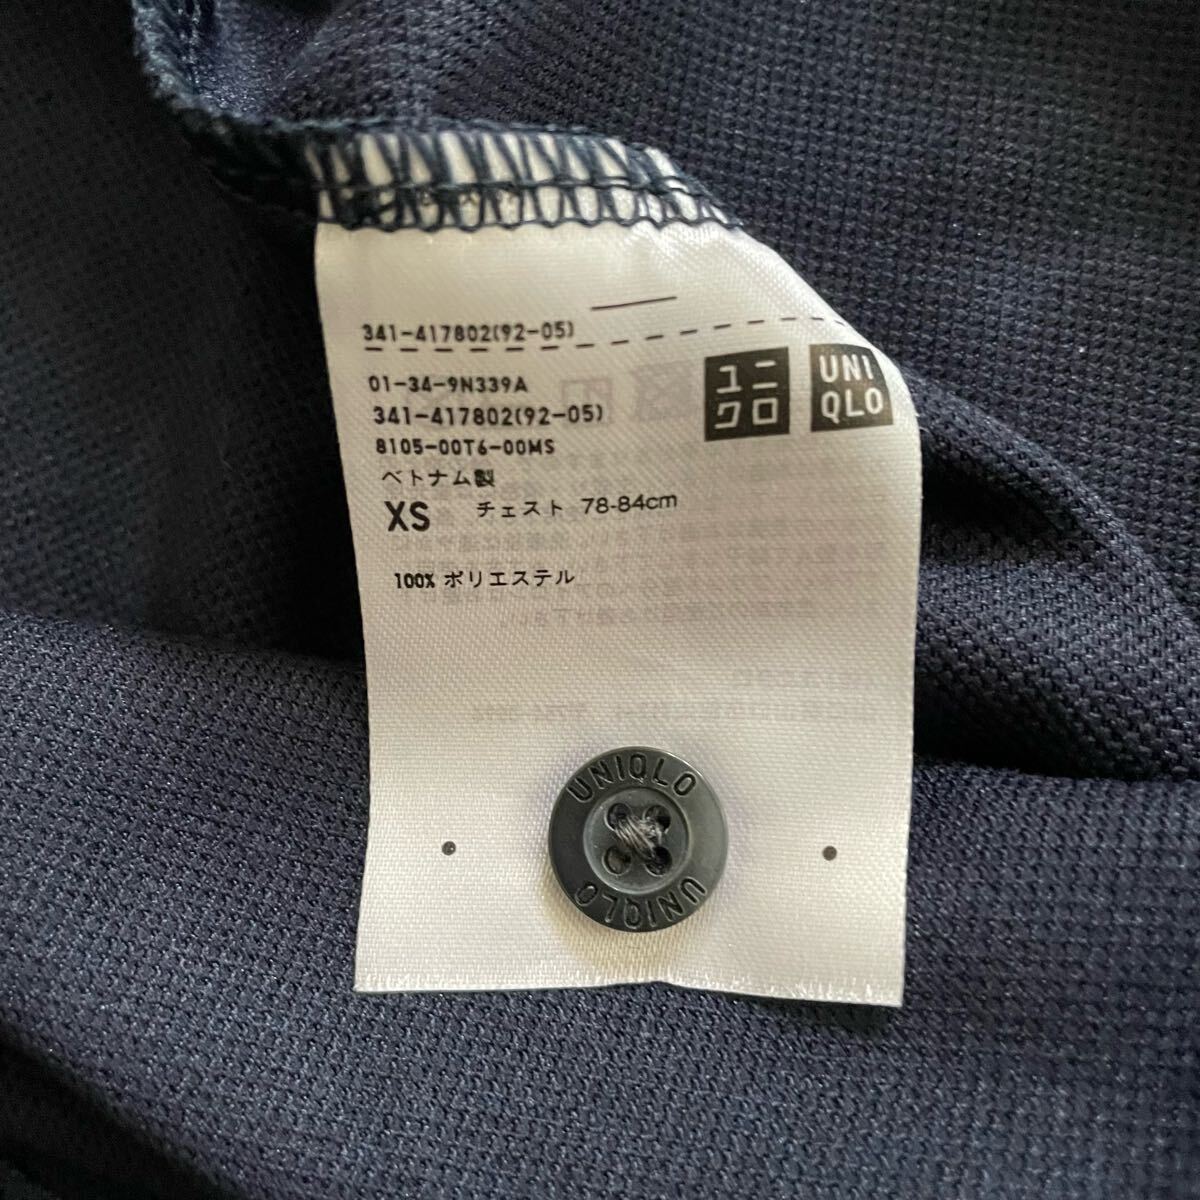 341-417802(92-05)
01-34-9N339A
341-417802(92-05)
8105-00T6-00MS
ベトナム製
XS チェスト 78-84cm
100% ポリエステル
ユニ
クロ
UNI
QLO
UNIQLO
UNIQLO